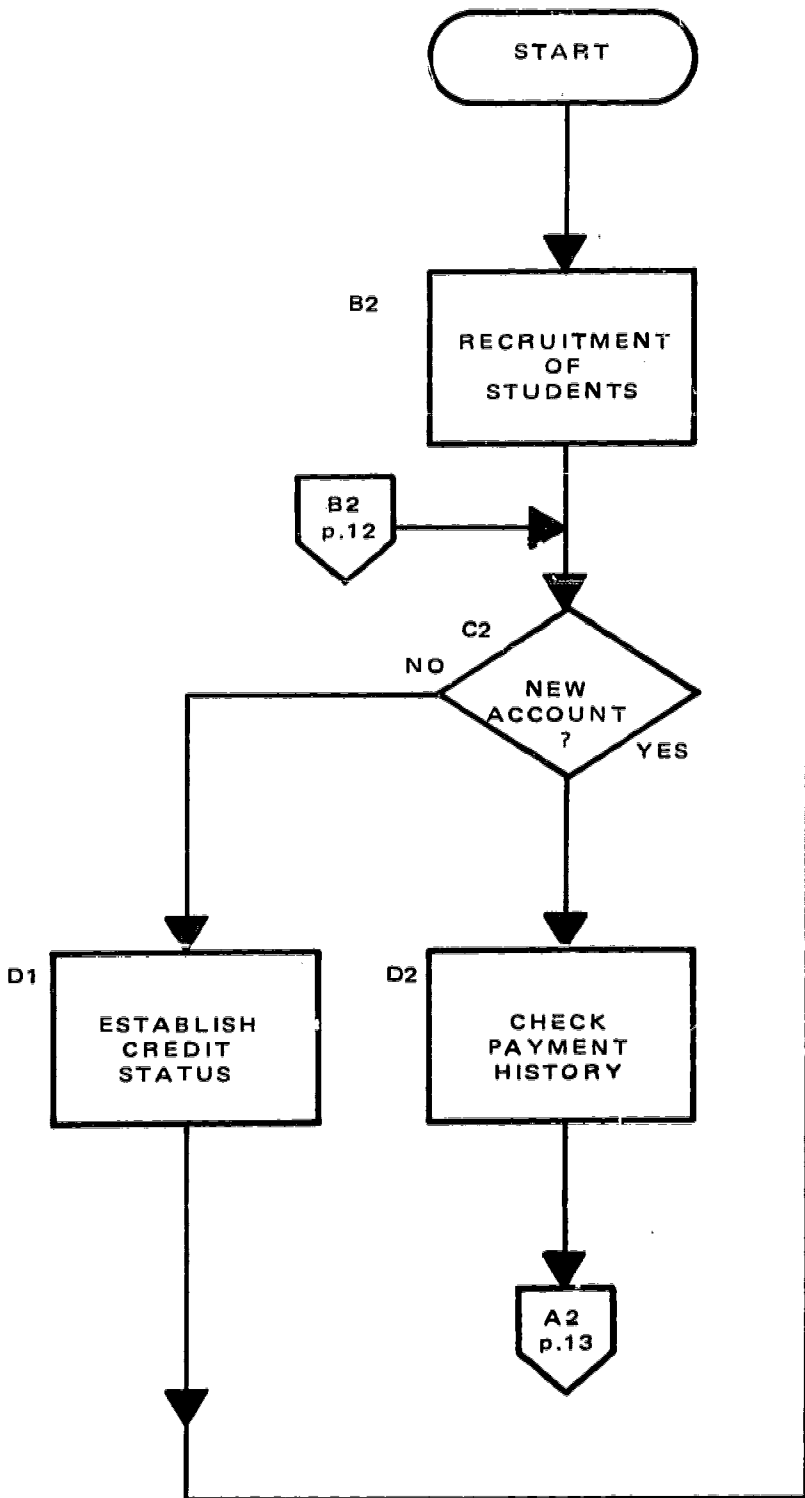 START
B2
RECRUITMENT
OF
STUDENTS
B2
p.12
C2
NO
NEW
ACCOUNT
?
YES
D1
ESTABLISH
CREDIT
STATUS
D2
CHECK
PAYMENT
HISTORY
A2
p.13